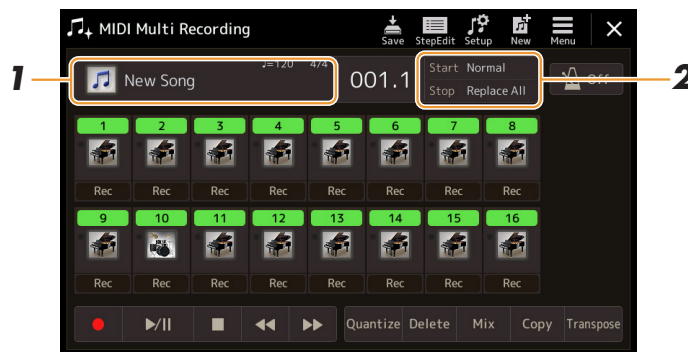 MIDI Multi Recording
Save StepEdit Setup New Menu
1
New Song
♩=120 4/4
001.1
Start Normal
Stop Replace All
Off
2
1 2 3 4 5 6 7 8
Rec Rec Rec Rec Rec Rec Rec Rec
9 10 11 12 13 14 15 16
Rec Rec Rec Rec Rec Rec Rec Rec
Quantize Delete Mix Copy Transpose